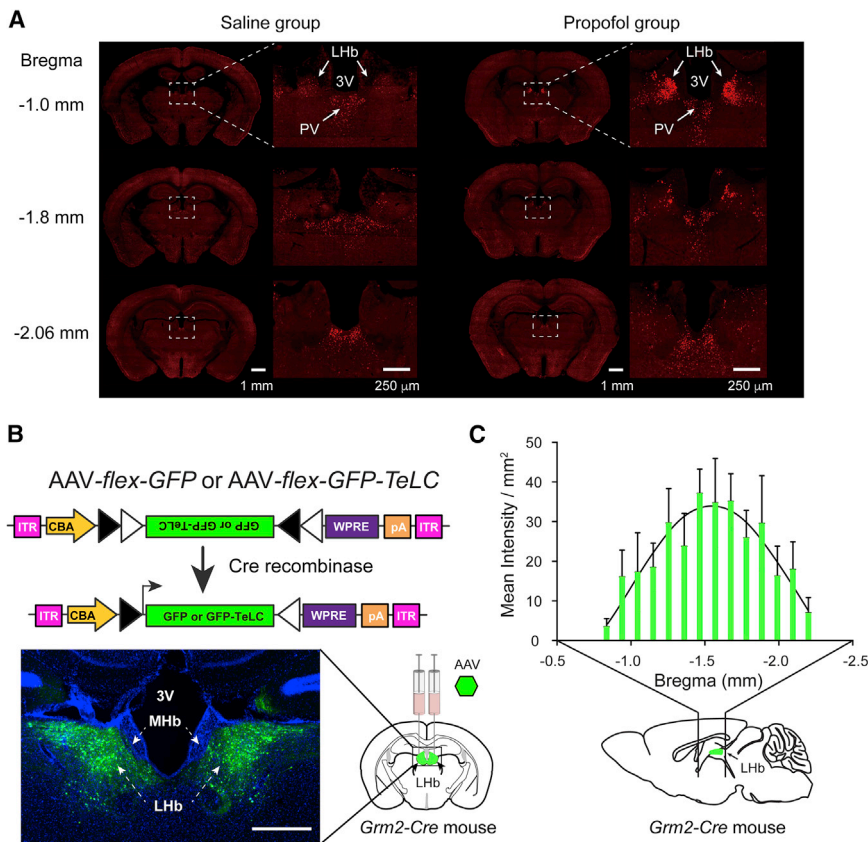 A
Saline group
Propofol group
Bregma
-1.0 mm
-1.8 mm
-2.06 mm
LHb
3V
PV
LHb
3V
PV
1 mm
250 μm
1 mm
250 μm
B
AAV-flex-GFP or AAV-flex-GFP-TeLC
ITR CBA GFP or GFP-TeLC WPRE pA ITR
Cre recombinase
ITR CBA GFP or GFP-TeLC WPRE pA ITR
3V
MHb
LHb
AAV
LHb
Grm2-Cre mouse
C
Mean Intensity / mm²
50
40
30
20
10
0
-0.5 -1.0 -1.5 -2.0 -2.5
Bregma (mm)
LHb
Grm2-Cre mouse